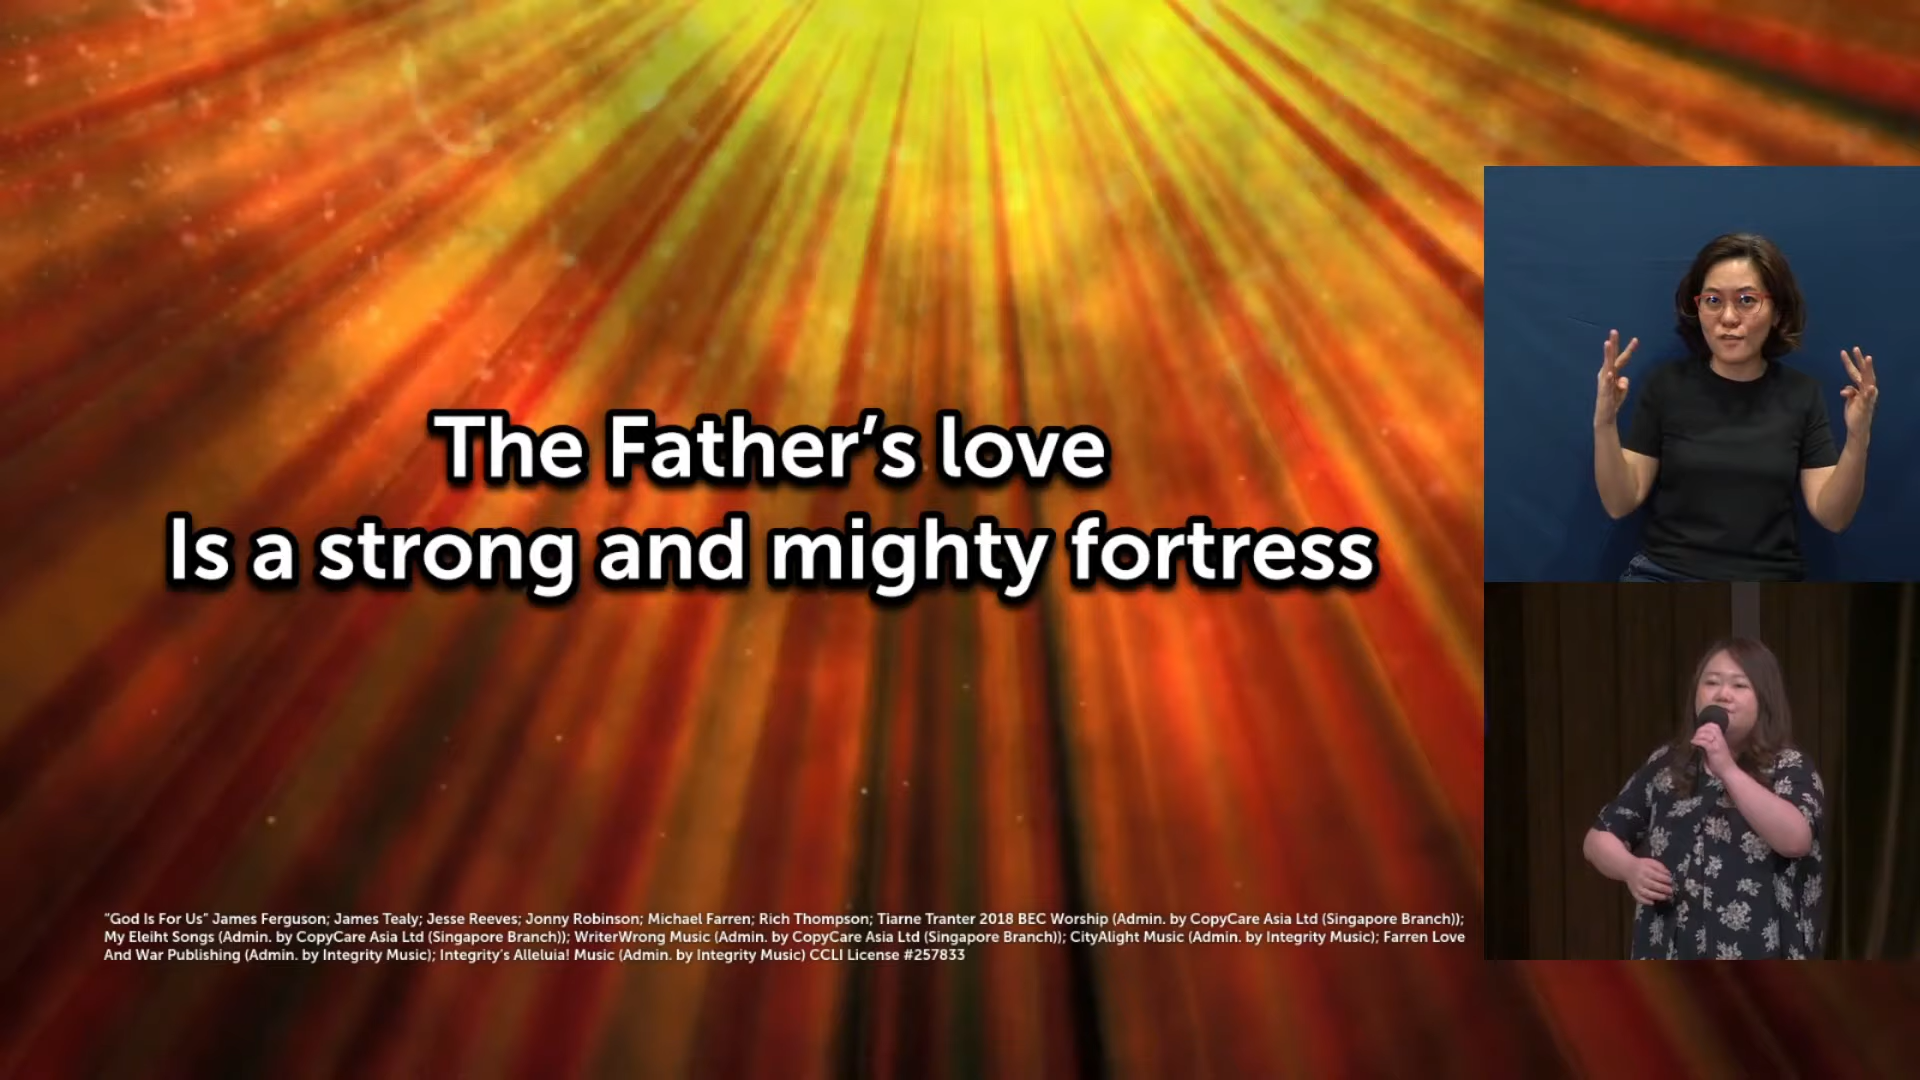 The Father’s love
Is a strong and mighty fortress
“God Is For Us” James Ferguson; James Tealy; Jesse Reeves; Jonny Robinson; Michael Farren; Rich Thompson; Tiarne Tranter 2018 BEC Worship (Admin. by CopyCare Asia Ltd (Singapore Branch));
My Eleiht Songs (Admin. by CopyCare Asia Ltd (Singapore Branch)); WriterWrong Music (Admin. by CopyCare Asia Ltd (Singapore Branch)); CityAlight Music (Admin. by Integrity Music); Farren Love
And War Publishing (Admin. by Integrity Music); Integrity’s Alleluia! Music (Admin. by Integrity Music) CCLI License #257833